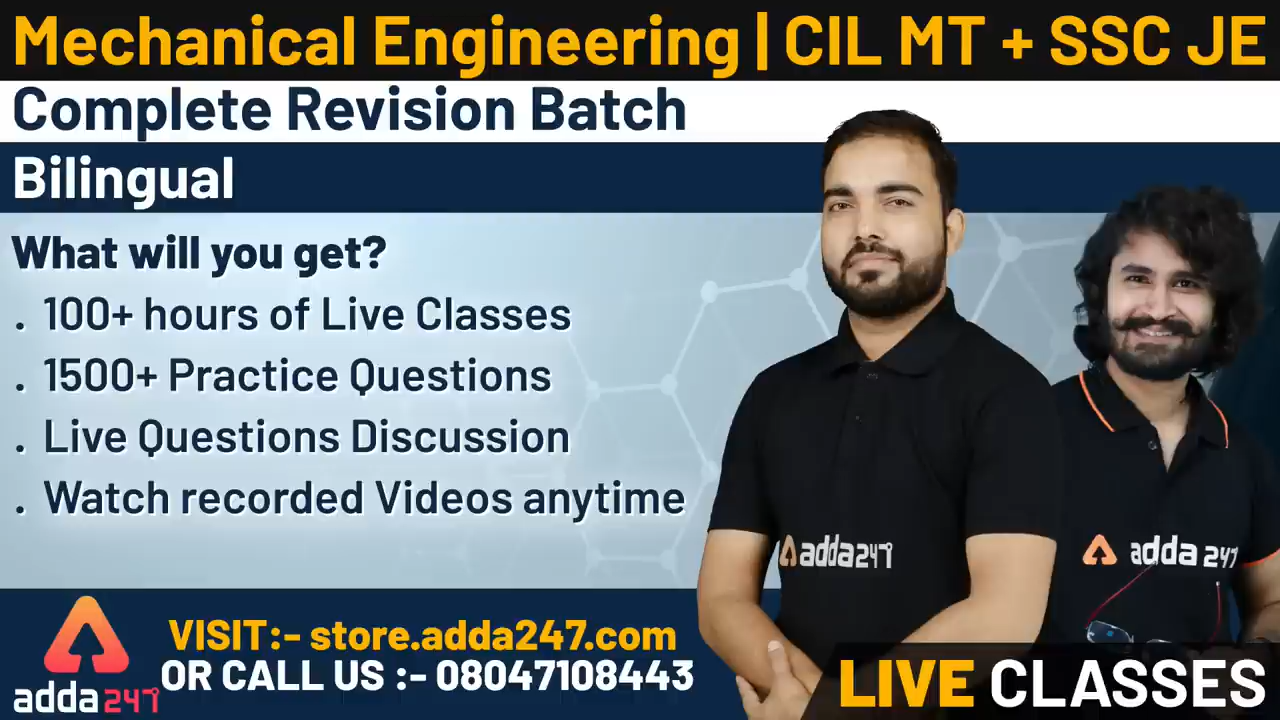 Mechanical Engineering | CIL MT + SSC JE
Complete Revision Batch
Bilingual
What will you get?
. 100+ hours of Live Classes
. 1500+ Practice Questions
. Live Questions Discussion
. Watch recorded Videos anytime
adda247
adda247
VISIT:- store.adda247.com
OR CALL US :- 08047108443
adda247
LIVE CLASSES